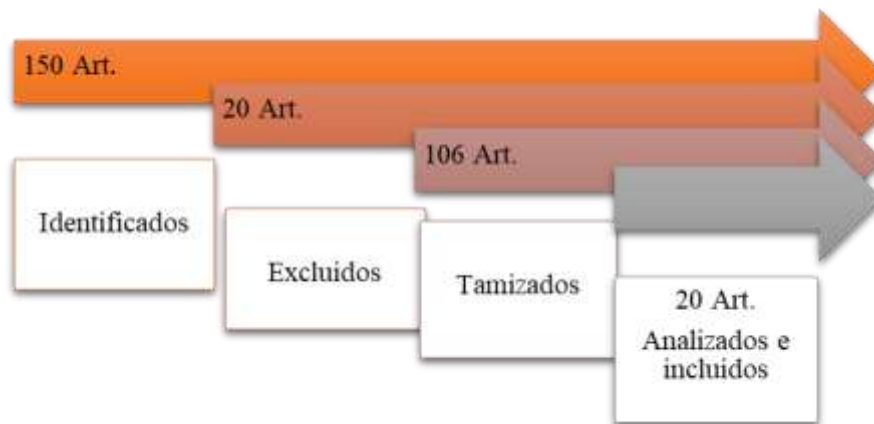 150 Art.
20 Art.
106 Art.
Identificados
Excluidos
Tamizados
20 Art.
Analizados e
incluidos